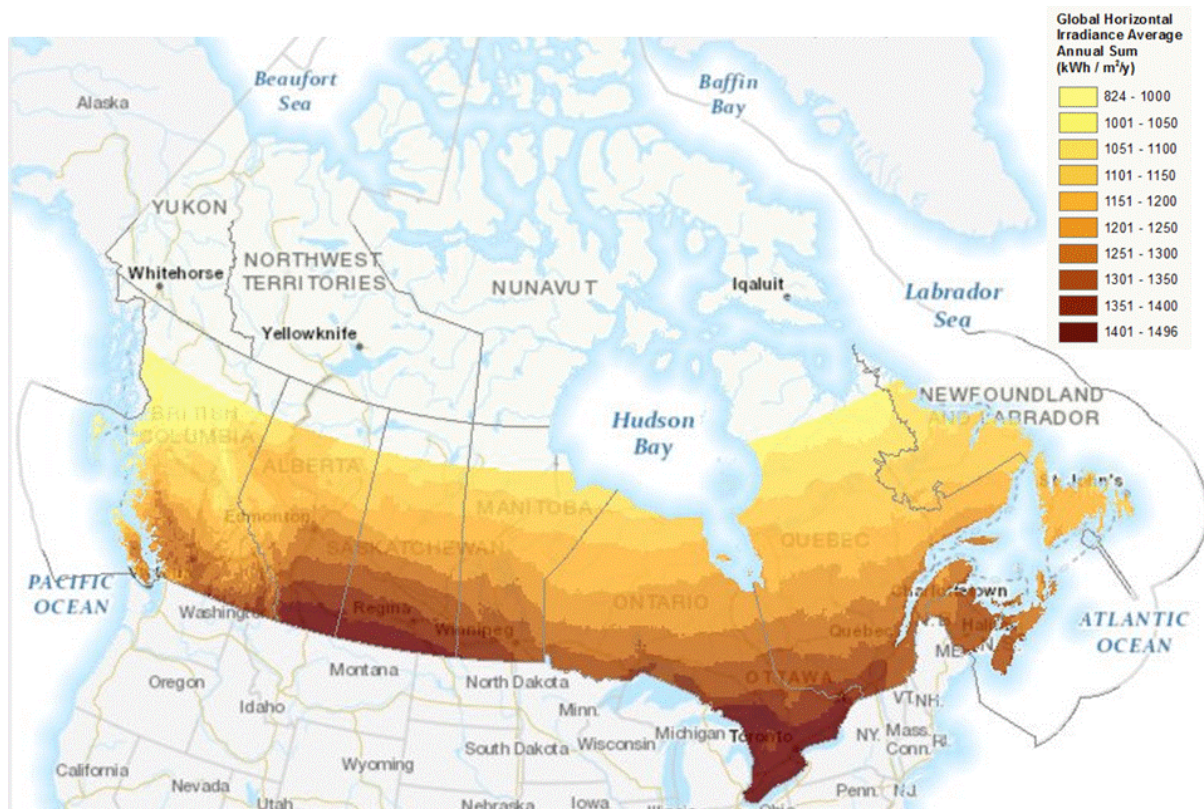 Global Horizontal
Irradiance Average
Annual Sum
(kWh / m²/y)
824 - 1000
1001 - 1050
1051 - 1100
1101 - 1150
1151 - 1200
1201 - 1250
1251 - 1300
1301 - 1350
1351 - 1400
1401 - 1496
Beaufort
Sea
Baffin
Bay
Alaska
YUKON
Whitehorse
NORTHWEST
TERRITORIES
NUNAVUT
Iqaluit
Labrador
Sea
Yellowknife
BRITISH
COLUMBIA
Hudson
Bay
NEWFOUNDLAND
AND LABRADOR
ALBERTA
St. John's
MANITOBA
Edmonton
SASKATCHEWAN
QUEBEC
PACIFIC
OCEAN
Washington
Regina
Winnipeg
ONTARIO
Charlottetown
N.B.
ATLANTIC
OCEAN
Québec
ME
Montana
North Dakota
OTTAWA
Oregon
Idaho
Minn.
VT
NH.
Michigan
Toronto
NY.
Mass.
RI.
Conn.
South Dakota
Wisconsin
Wyoming
California
Nevada
Utah
Nebraska
Iowa
Ohio
Penn.
NJ.